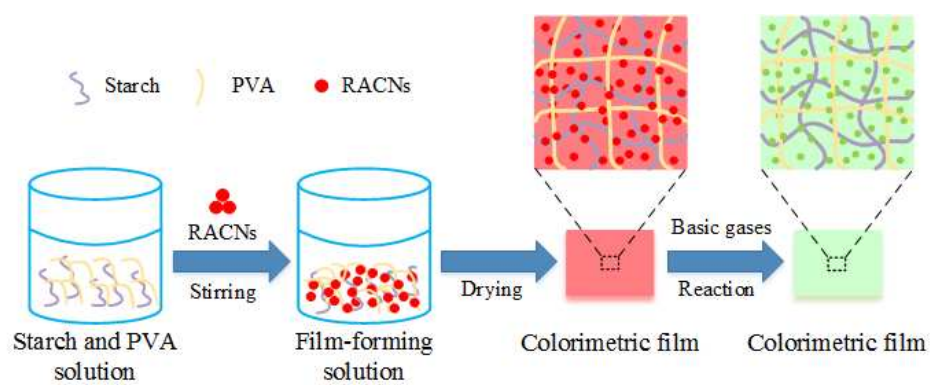 Starch
PVA
RACNs
RACNs
Stirring
Drying
Basic gases
Reaction
Starch and PVA
solution
Film-forming
solution
Colorimetric film
Colorimetric film